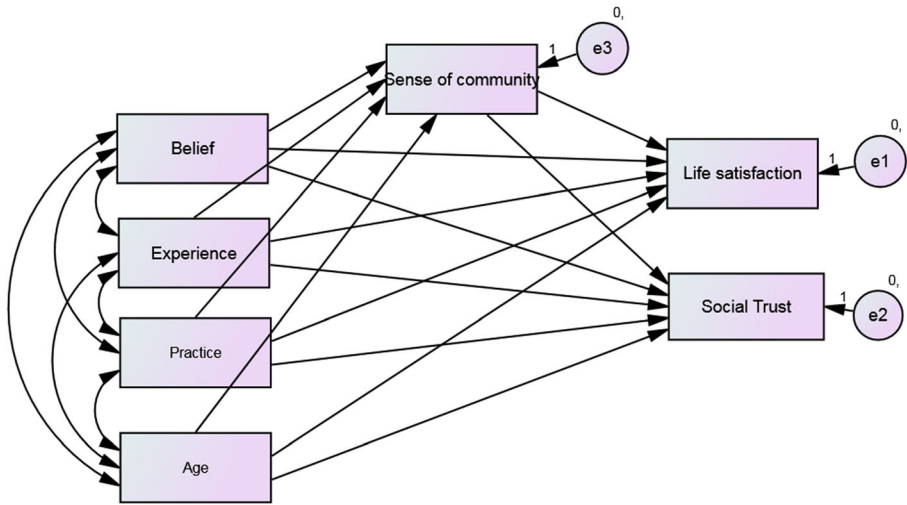 0,
1
e3
Sense of community
0,
Belief
1
e1
Life satisfaction
Experience
0,
1
e2
Social Trust
Practice
Age